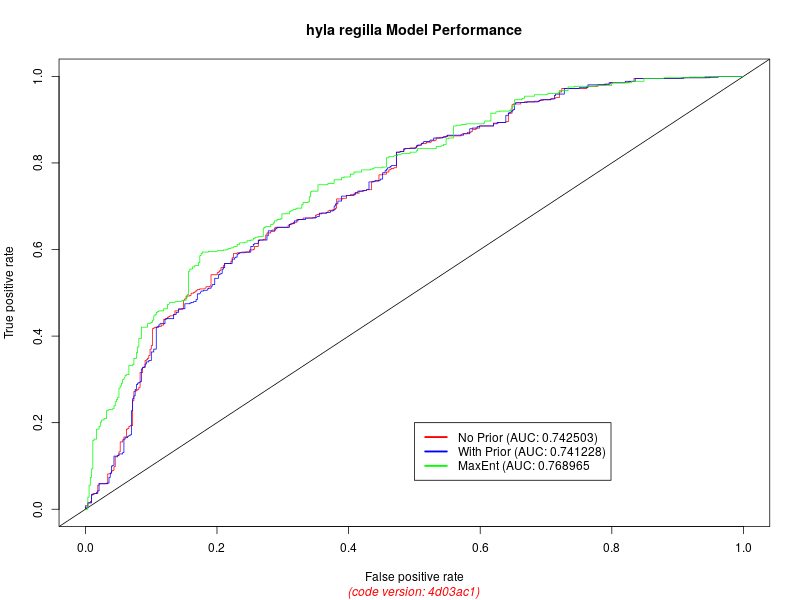 hyla regilla Model Performance
True positive rate
1.0
0.8
0.6
0.4
0.2
0.0
No Prior (AUC: 0.742503)
With Prior (AUC: 0.741228)
MaxEnt (AUC: 0.768965
0.0 0.2 0.4 0.6 0.8 1.0
False positive rate
(code version: 4d03ac1)